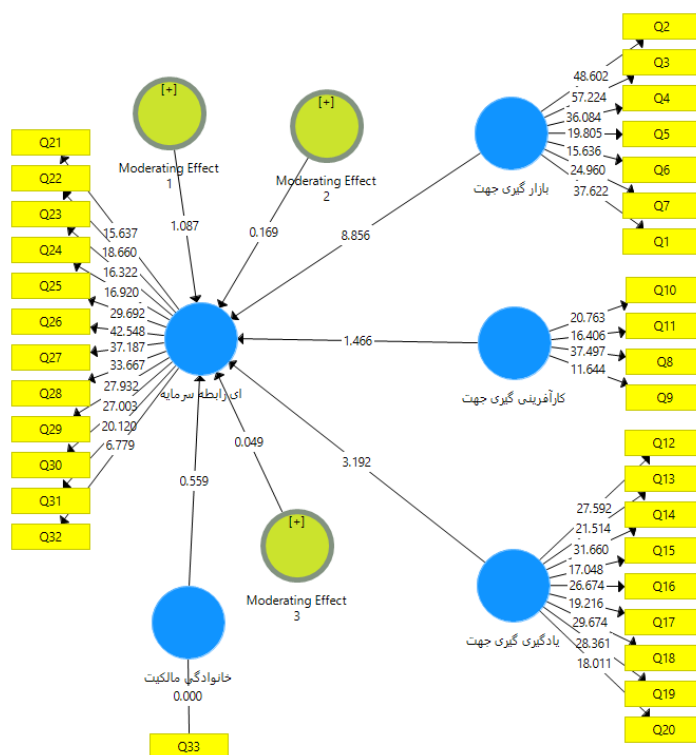 Q21
Q22
Q23
Q24
Q25
Q26
Q27
Q28
Q29
Q30
Q31
Q32
15.637
18.660
16.322
16.920
29.692
42.548
37.187
33.667
27.932
27.003
20.120
6.779
[+]
Moderating Effect
1
1.087
[+]
Moderating Effect
2
0.169
ای رابطه سرمایه
0.559
0.049
[+]
Moderating Effect
3
خانوادگی مالکیت
0.000
Q33
8.856
1.466
3.192
بازار گیری جهت
48.602
57.224
36.084
19.805
15.636
24.960
37.622
Q2
Q3
Q4
Q5
Q6
Q7
Q1
کارآفرینی گیری جهت
20.763
16.406
37.497
11.644
Q10
Q11
Q8
Q9
یادگیری گیری جهت
27.592
21.514
31.660
17.048
26.674
19.216
29.674
28.361
18.011
Q12
Q13
Q14
Q15
Q16
Q17
Q18
Q19
Q20